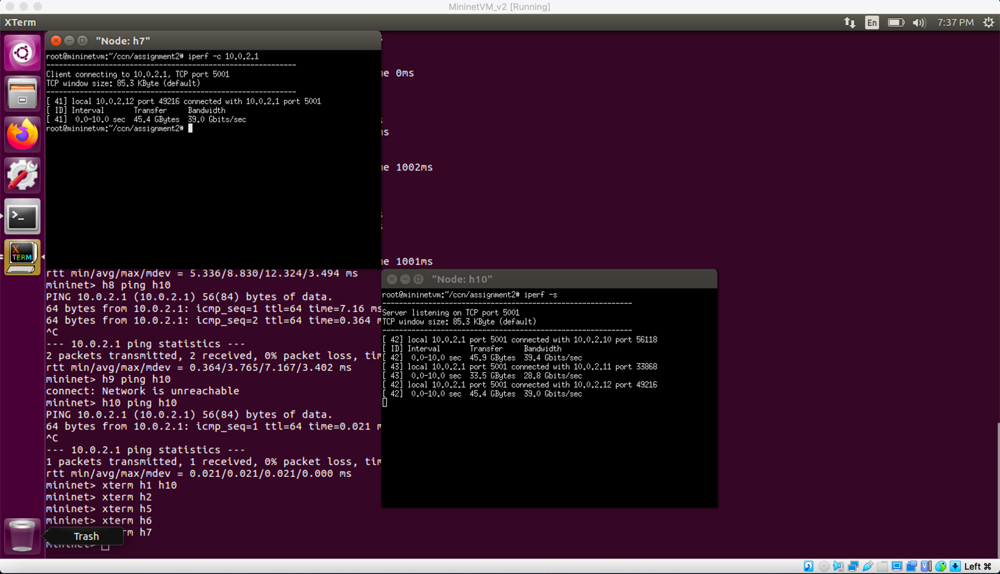 MininetVM_v2 [Running]
XTerm
En
7:37 PM
"Node: h7"
root@mininetvm:~/ccn/assignment2# iperf -c 10.0.2.1
------------------------------------------------------------
Client connecting to 10.0.2.1, TCP port 5001
TCP window size: 85.3 KByte (default)
------------------------------------------------------------
[ 41] local 10.0.2.12 port 49216 connected with 10.0.2.1 port 5001
[ ID] Interval       Transfer     Bandwidth
[ 41]  0.0-10.0 sec  45.4 GBytes  39.0 Gbits/sec
root@mininetvm:~/ccn/assignment2#
me 0ms
ms
me 1002ms
me 1001ms
rtt min/avg/max/mdev = 5.336/8.830/12.324/3.494 ms
mininet> h8 ping h10
PING 10.0.2.1 (10.0.2.1) 56(84) bytes of data.
64 bytes from 10.0.2.1: icmp_seq=1 ttl=64 time=7.16 ms
64 bytes from 10.0.2.1: icmp_seq=2 ttl=64 time=0.364 m
^C
--- 10.0.2.1 ping statistics ---
2 packets transmitted, 2 received, 0% packet loss, tim
rtt min/avg/max/mdev = 0.364/3.765/7.167/3.402 ms
mininet> h9 ping h10
connect: Network is unreachable
mininet> h10 ping h10
PING 10.0.2.1 (10.0.2.1) 56(84) bytes of data.
64 bytes from 10.0.2.1: icmp_seq=1 ttl=64 time=0.021 m
^C
--- 10.0.2.1 ping statistics ---
1 packets transmitted, 1 received, 0% packet loss, tim
rtt min/avg/max/mdev = 0.021/0.021/0.021/0.000 ms
mininet> xterm h1 h10
mininet> xterm h2
mininet> xterm h5
mininet> xterm h6
rm h7
mininet>
Trash
"Node: h10"
root@mininetvm:~/ccn/assignment2# iperf -s
------------------------------------------------------------
Server listening on TCP port 5001
TCP window size: 85.3 KByte (default)
------------------------------------------------------------
[ 42] local 10.0.2.1 port 5001 connected with 10.0.2.10 port 56118
[ ID] Interval       Transfer     Bandwidth
[ 42]  0.0-10.0 sec  45.9 GBytes  39.4 Gbits/sec
[ 43] local 10.0.2.1 port 5001 connected with 10.0.2.11 port 33868
[ 43]  0.0-10.0 sec  33.5 GBytes  28.8 Gbits/sec
[ 42] local 10.0.2.1 port 5001 connected with 10.0.2.12 port 49216
[ 42]  0.0-10.0 sec  45.4 GBytes  39.0 Gbits/sec
X TERM
Left ⌘